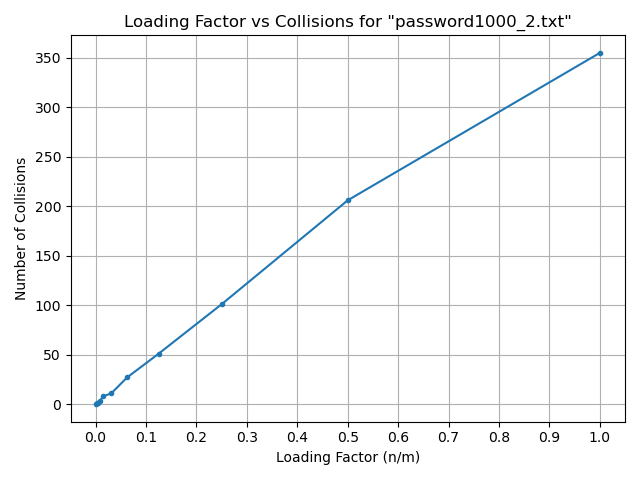 Loading Factor vs Collisions for "password1000_2.txt"
350
300
250
200
150
100
50
0
Number of Collisions
0.0 0.1 0.2 0.3 0.4 0.5 0.6 0.7 0.8 0.9 1.0
Loading Factor (n/m)